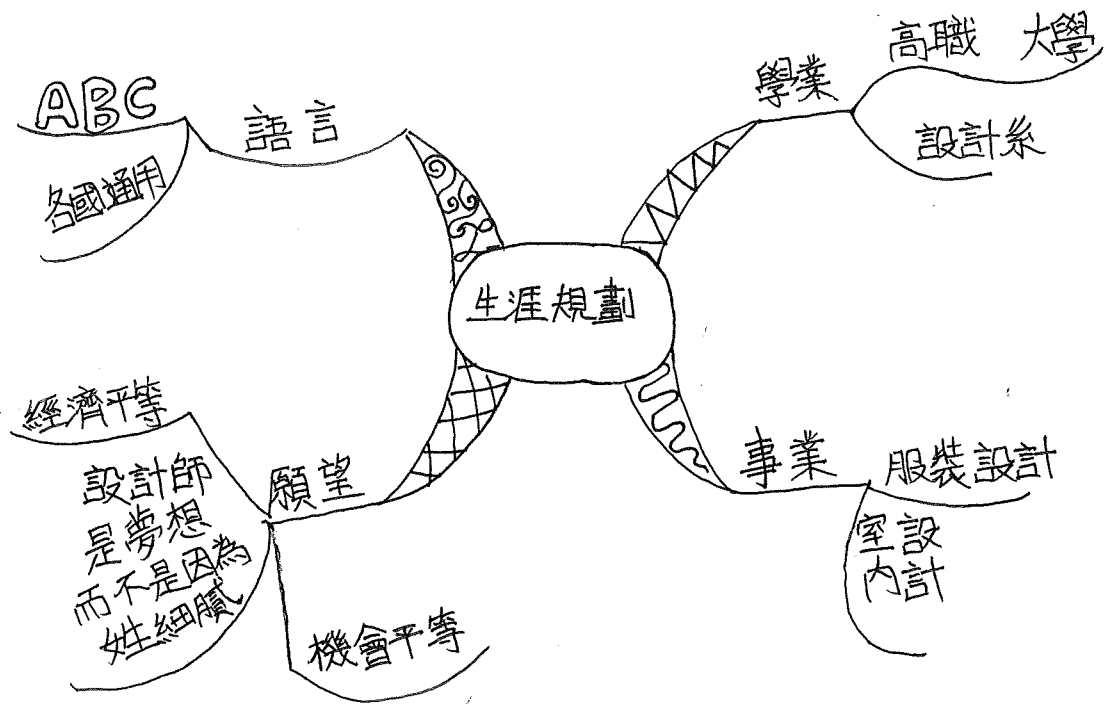 生涯規劃
學業
高職 大學
設計系
事業
服裝設計
室設
內計
願望
經濟平等
設計師
是夢想
而不是因為
姓細膩
機會平等
語言
ABC
各國通用